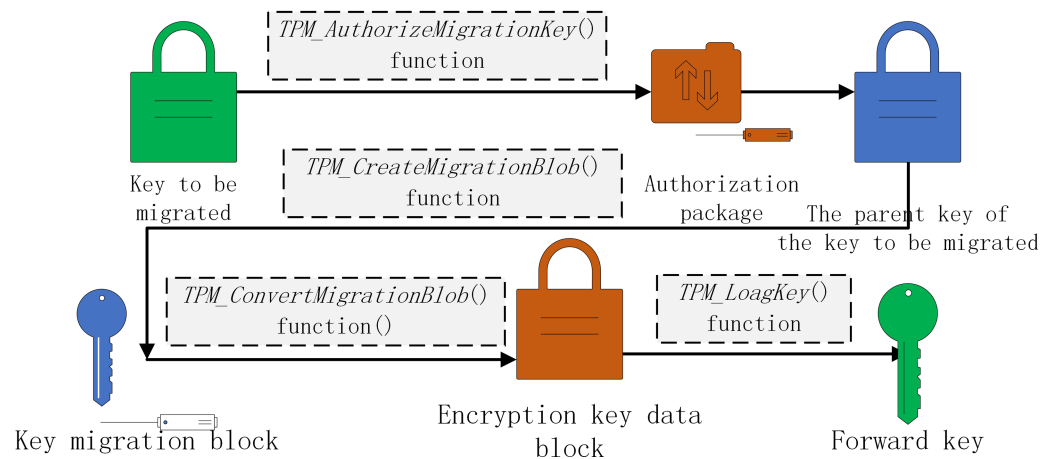 TPM_AuthorizeMigrationKey()
function
Key to be
migrated
TPM_CreateMigrationBlob()
function
Authorization
package
The parent key of
the key to be migrated
TPM_ConvertMigrationBlob()
function()
TPM_LoagKey()
function
Key migration block
Encryption key data
block
Forward key